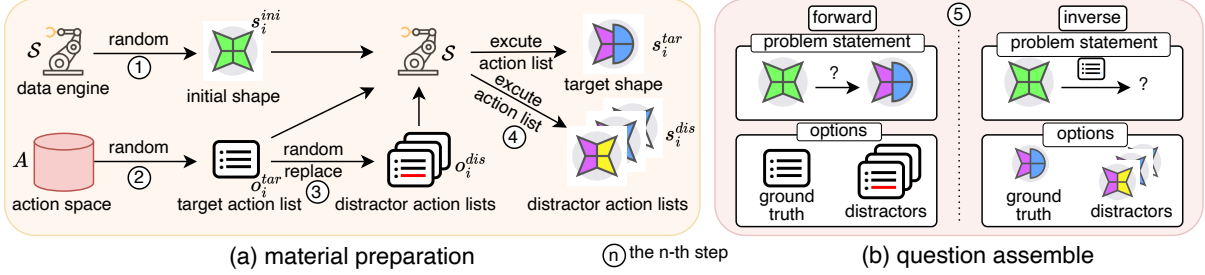 S
data engine
random
1
s_i^{ini}
initial shape
S
excute
action list
s_i^{tar}
target shape
excute
action list
4
s_i^{dis}
distractor action lists
A
action space
random
2
o_i^{tar}
target action list
random
replace
3
o_i^{dis}
distractor action lists
(a) material preparation
n the n-th step
forward
problem statement
?
options
ground
truth
distractors
5
inverse
problem statement
?
options
ground
truth
distractors
(b) question assemble